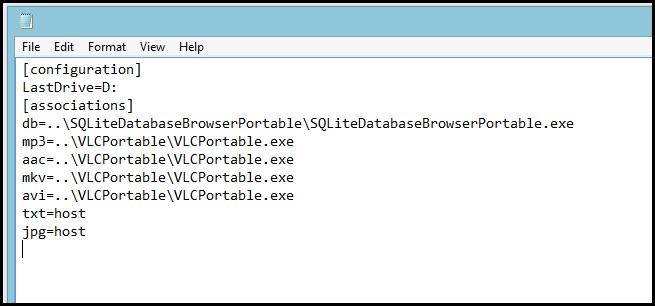 File Edit Format View Help
[configuration]
LastDrive=D:
[associations]
db=..\SQLiteDatabaseBrowserPortable\SQLiteDatabaseBrowserPortable.exe
mp3=..\VLCPortable\VLCPortable.exe
aac=..\VLCPortable\VLCPortable.exe
mkv=..\VLCPortable\VLCPortable.exe
avi=..\VLCPortable\VLCPortable.exe
txt=host
jpg=host